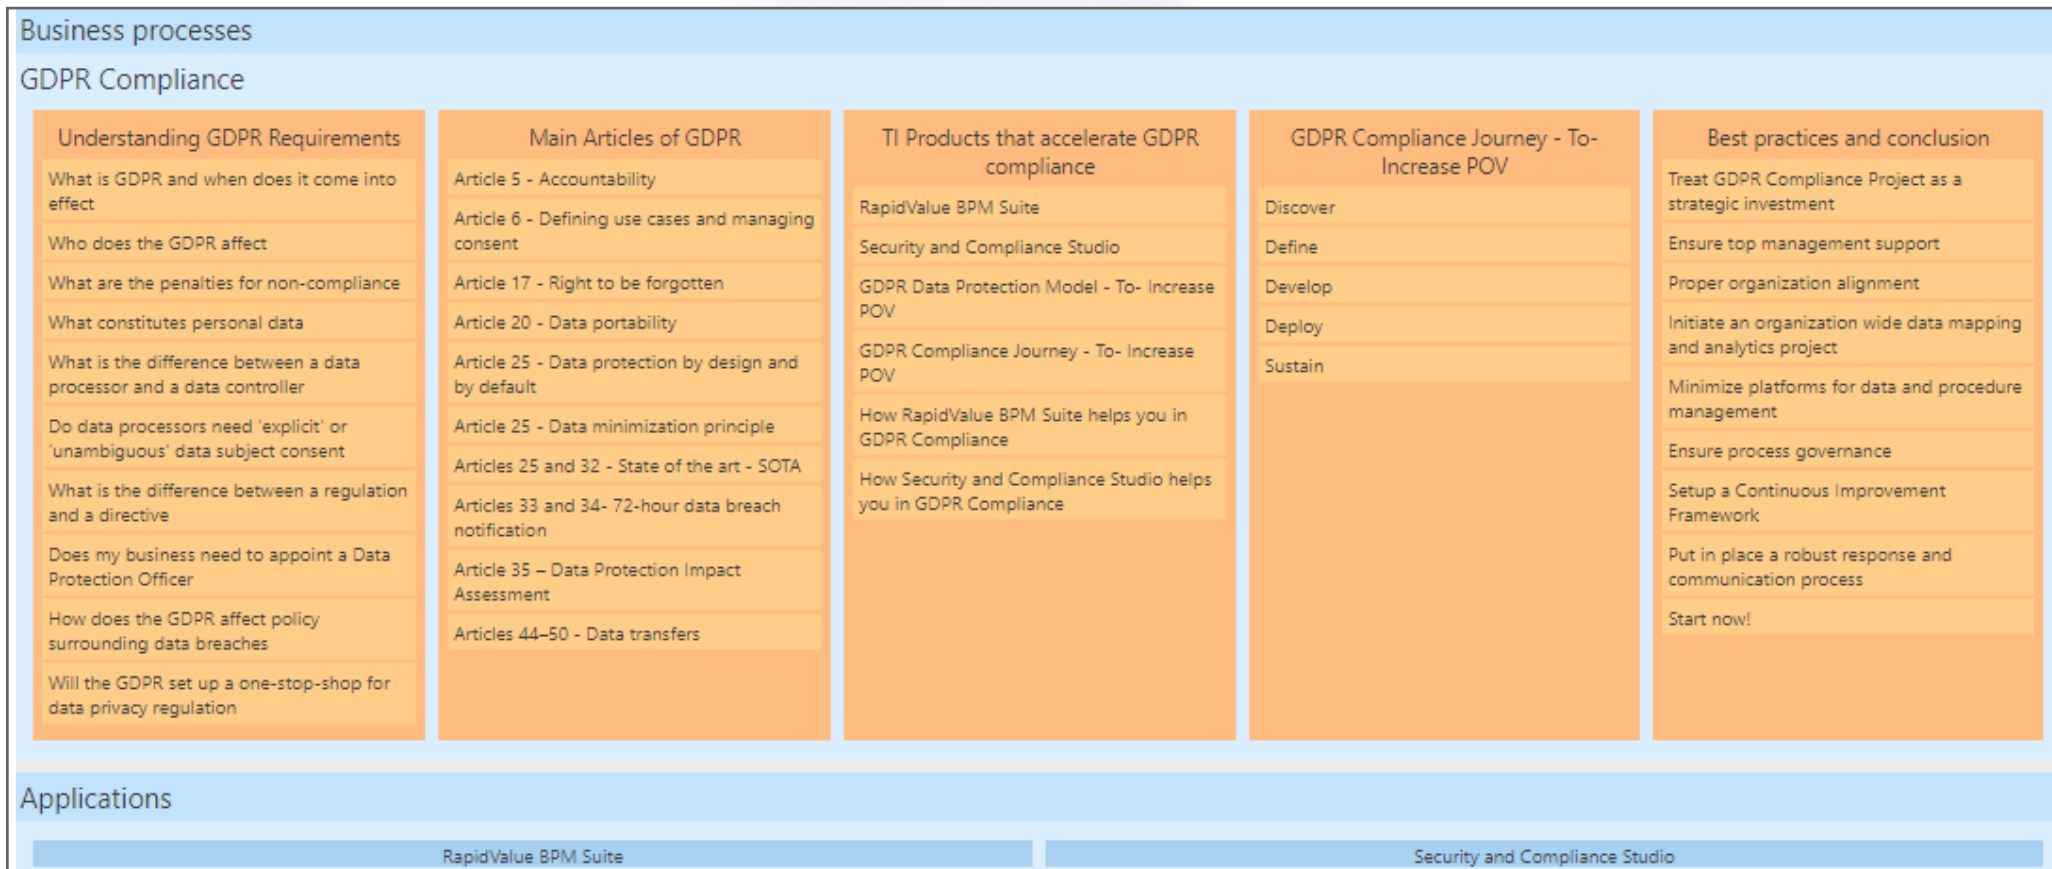 Business processes
GDPR Compliance
Understanding GDPR Requirements
What is GDPR and when does it come into
effect
Who does the GDPR affect
What are the penalties for non-compliance
What constitutes personal data
What is the difference between a data
processor and a data controller
Do data processors need 'explicit' or
'unambiguous' data subject consent
What is the difference between a regulation
and a directive
Does my business need to appoint a Data
Protection Officer
How does the GDPR affect policy
surrounding data breaches
Will the GDPR set up a one-stop-shop for
data privacy regulation
Main Articles of GDPR
Article 5 - Accountability
Article 6 - Defining use cases and managing
consent
Article 17 - Right to be forgotten
Article 20 - Data portability
Article 25 - Data protection by design and
by default
Article 25 - Data minimization principle
Articles 25 and 32 - State of the art - SOTA
Articles 33 and 34- 72-hour data breach
notification
Article 35 – Data Protection Impact
Assessment
Articles 44–50 - Data transfers
TI Products that accelerate GDPR
compliance
RapidValue BPM Suite
Security and Compliance Studio
GDPR Data Protection Model - To- Increase
POV
GDPR Compliance Journey - To- Increase
POV
How RapidValue BPM Suite helps you in
GDPR Compliance
How Security and Compliance Studio helps
you in GDPR Compliance
GDPR Compliance Journey - To-
Increase POV
Discover
Define
Develop
Deploy
Sustain
Best practices and conclusion
Treat GDPR Compliance Project as a
strategic investment
Ensure top management support
Proper organization alignment
Initiate an organization wide data mapping
and analytics project
Minimize platforms for data and procedure
management
Ensure process governance
Setup a Continuous Improvement
Framework
Put in place a robust response and
communication process
Start now!
Applications
RapidValue BPM Suite
Security and Compliance Studio